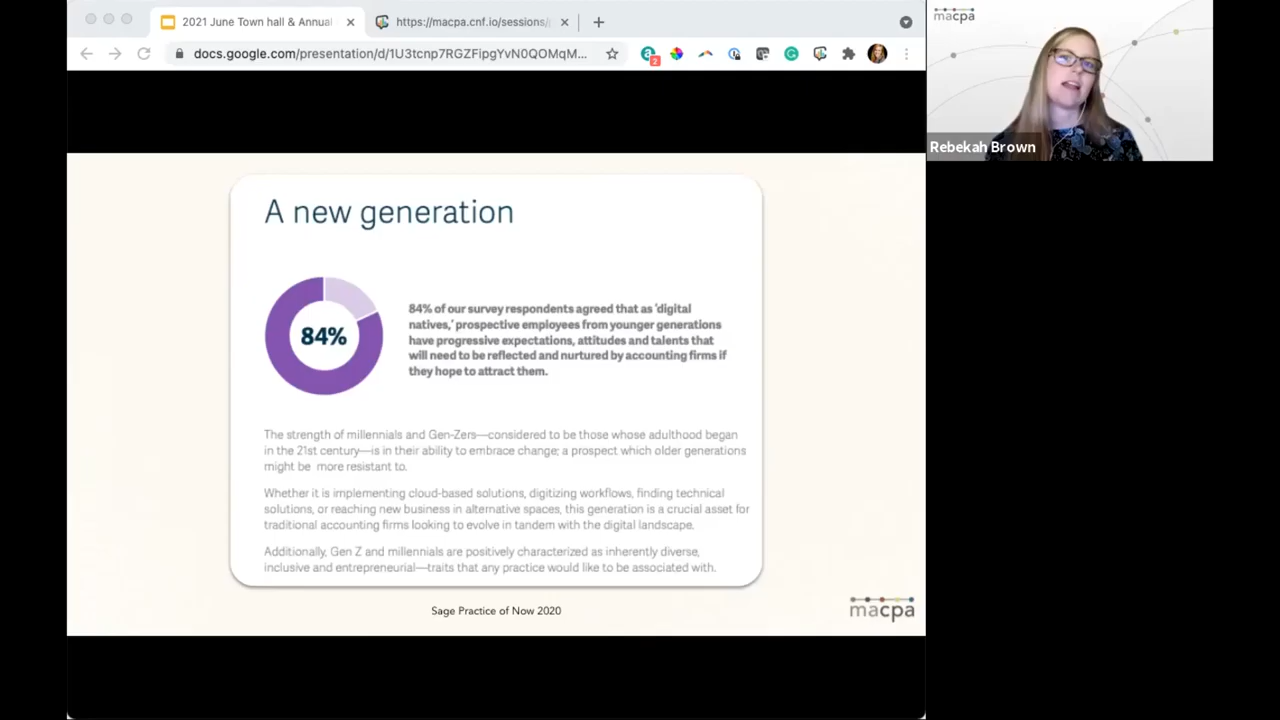 2021 June Town hall & Annual
https://macpa.cnf.io/sessions/
docs.google.com/presentation/d/1U3tcnp7RGZFipgYvN0QOMqM...
2
macpa
Rebekah Brown
A new generation
84%
84% of our survey respondents agreed that as 'digital
natives,' prospective employees from younger generations
have progressive expectations, attitudes and talents that
will need to be reflected and nurtured by accounting firms if
they hope to attract them.
The strength of millennials and Gen-Zers—considered to be those whose adulthood began
in the 21st century—is in their ability to embrace change; a prospect which older generations
might be more resistant to.
Whether it is implementing cloud-based solutions, digitizing workflows, finding technical
solutions, or reaching new business in alternative spaces, this generation is a crucial asset for
traditional accounting firms looking to evolve in tandem with the digital landscape.
Additionally, Gen Z and millennials are positively characterized as inherently diverse,
inclusive and entrepreneurial—traits that any practice would like to be associated with.
Sage Practice of Now 2020
macpa